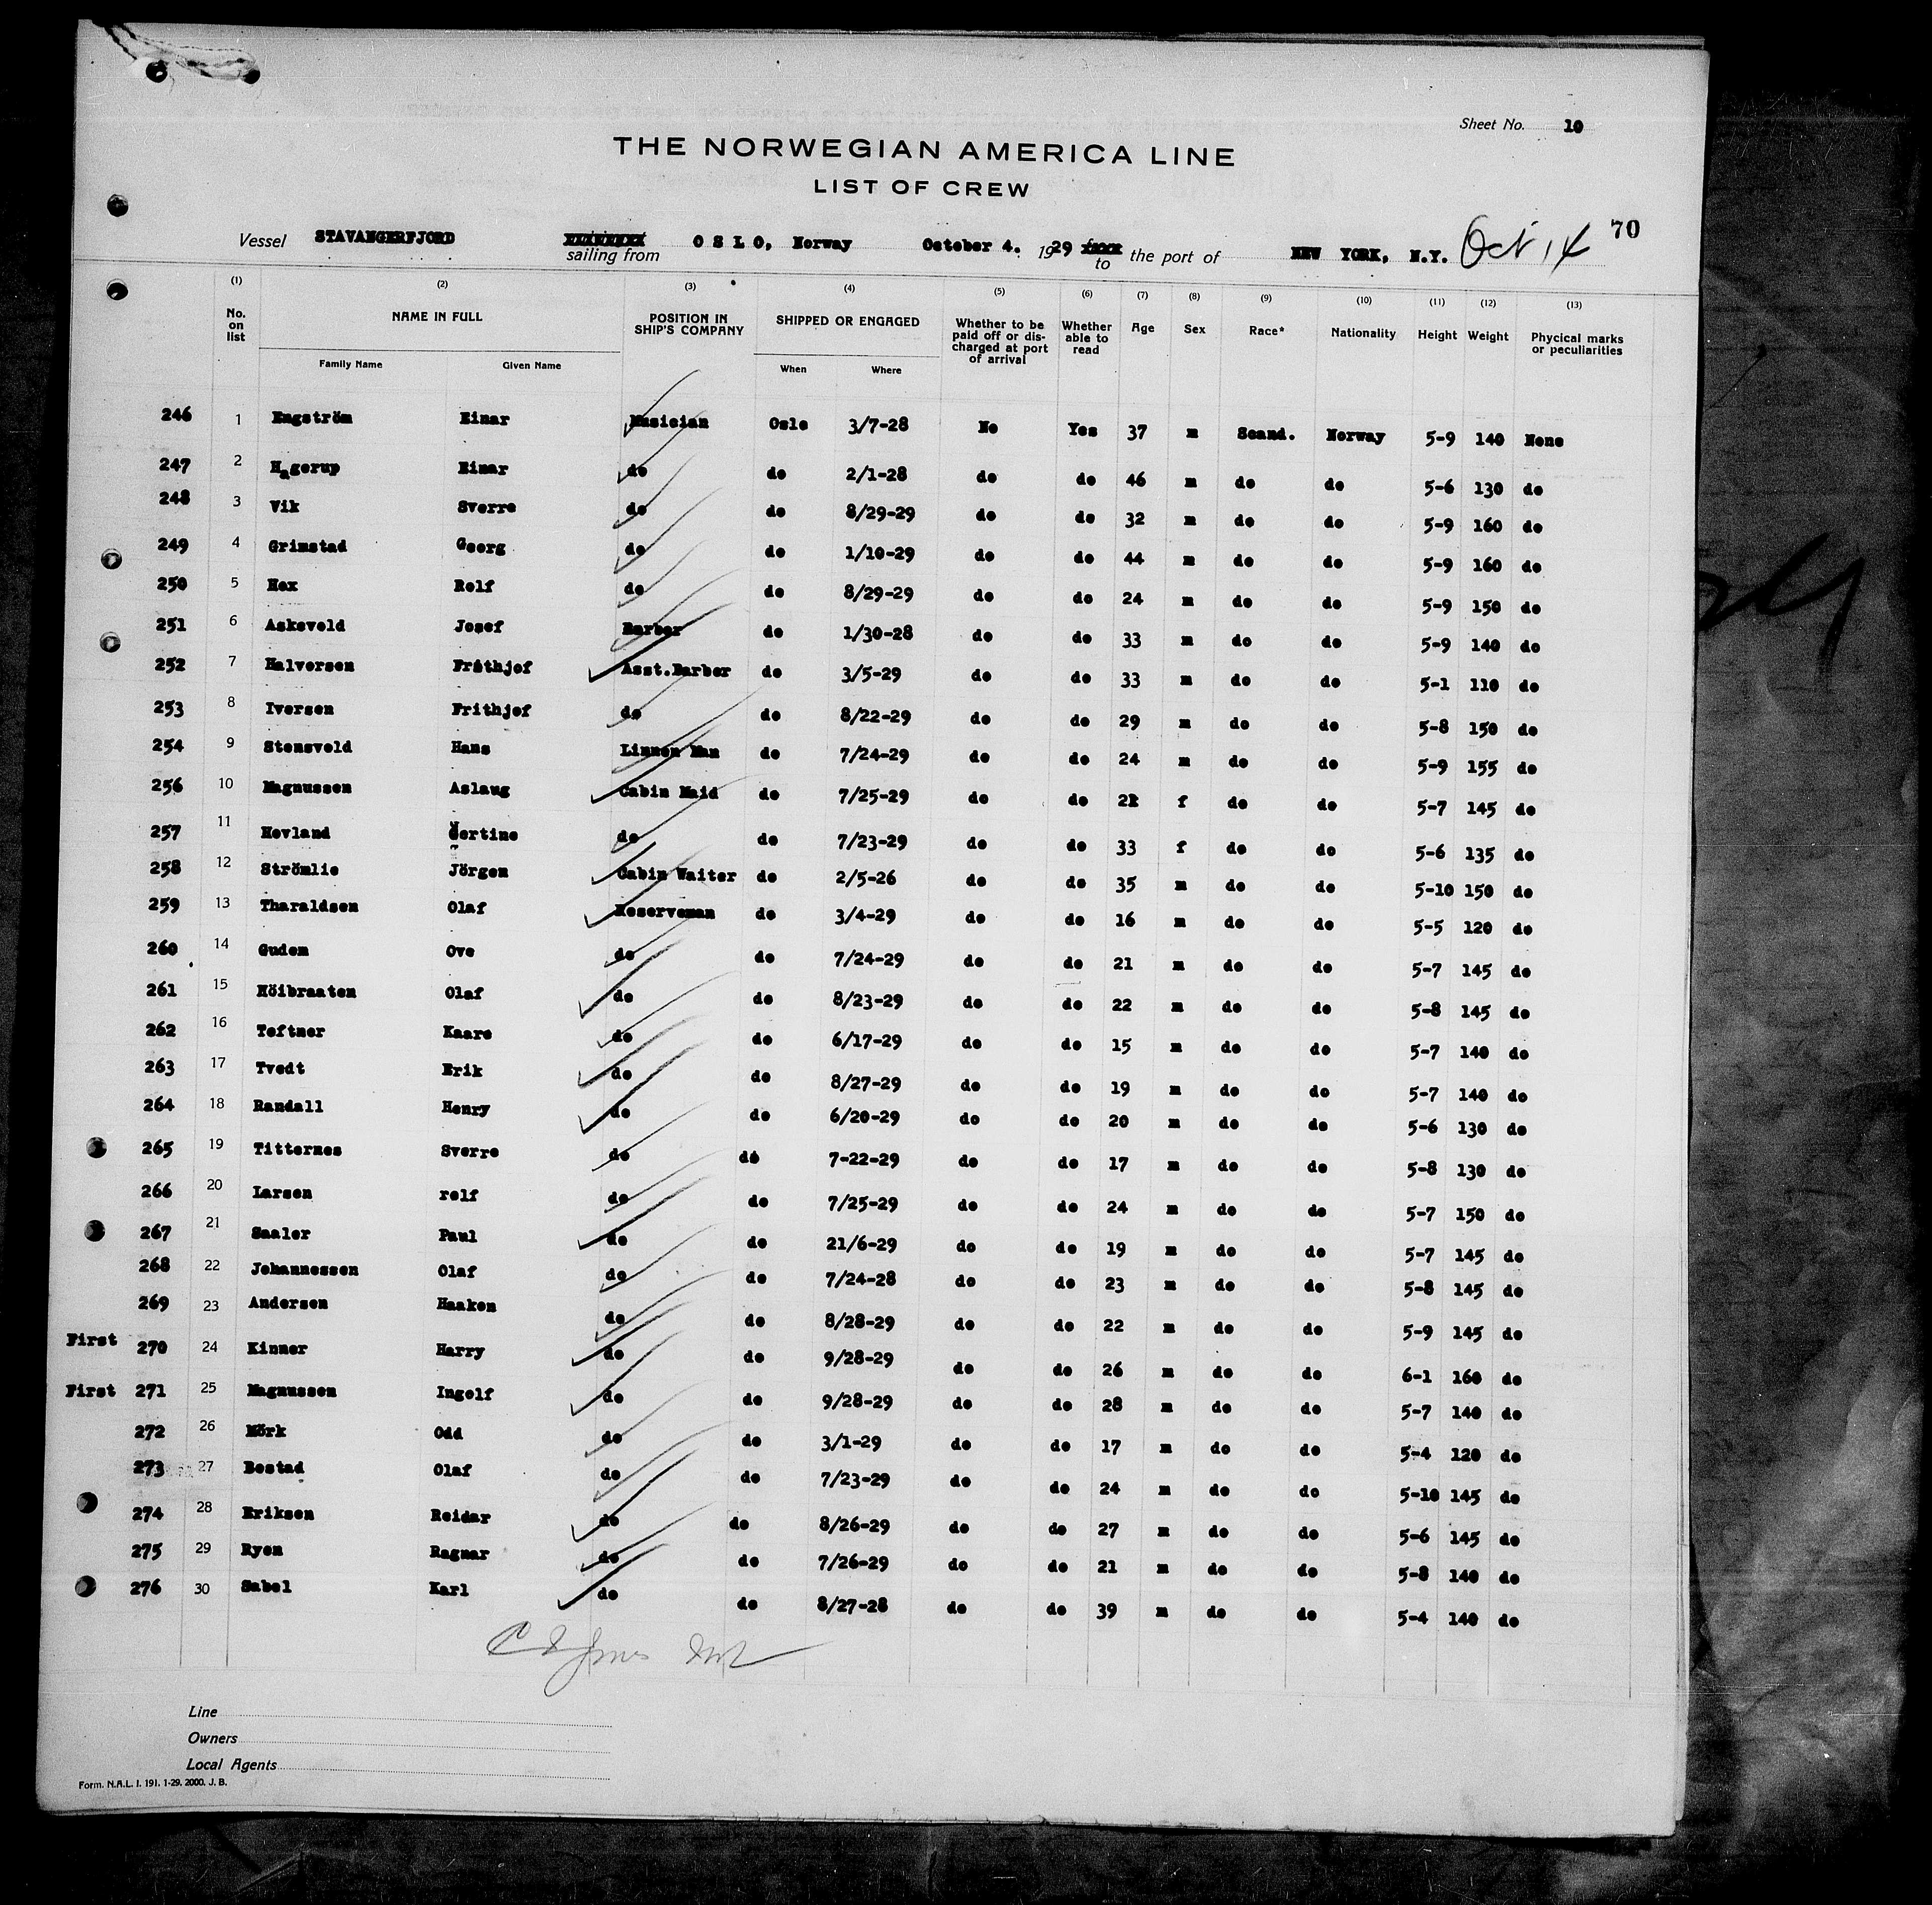 Sheet No. 10
THE NORWEGIAN AMERICA LINE
LIST OF CREW
70
Vessel STAVANGERFJORD sailing from O S L O, Norway October 4. 1929 to the port of NEW YORK, N.Y. Oct 14
(1) (2) (3) (4) (5) (6) (7) (8) (9) (10) (11) (12) (13)
No. on list NAME IN FULL POSITION IN SHIP'S COMPANY SHIPPED OR ENGAGED Whether to be paid off or discharged at port of arrival Whether able to read Age Sex Race* Nationality Height Weight Phycical marks or peculiarities
Family Name Given Name When Where
246 1 Engström Einar Musician Oslo 3/7-28 No Yes 37 m Scand. Norway 5-9 140 None
247 2 Hagerup Einar do do 2/1-28 do do 46 m do do 5-6 130 do
248 3 Vik Sverre do do 8/29-29 do do 32 m do do 5-9 160 do
249 4 Grimstad Georg do do 1/10-29 do do 44 m do do 5-9 160 do
250 5 Hox Rolf do do 8/29-29 do do 24 m do do 5-9 150 do
251 6 Askevold Josef Barber do 1/30-28 do do 33 m do do 5-9 140 do
252 7 Halversen Frithjof Asst.Barber do 3/5-29 do do 33 m do do 5-1 110 do
253 8 Iversen Frithjof do do 8/22-29 do do 29 m do do 5-8 150 do
254 9 Stensvold Hans Linnen Man do 7/24-29 do do 24 m do do 5-9 155 do
256 10 Magnussen Aslaug Cabin Maid do 7/25-29 do do 22 f do do 5-7 145 do
257 11 Hovland do do 7/23-29 do do 33 f do do 5-6 135 do
258 12 Strömlie Jörgen Cabin Waiter do 2/5-26 do do 35 m do do 5-10 150 do
259 13 Tharaldsen Olaf Reserveman do 3/4-29 do do 16 m do do 5-5 120 do
260 14 Gudem Ove do do 7/24-29 do do 21 m do do 5-7 145 do
261 15 Höibraaten Olaf do do 8/23-29 do do 22 m do do 5-8 145 do
262 16 Toftner Kaare do do 6/17-29 do do 15 m do do 5-7 140 do
263 17 Tvedt Erik do do 8/27-29 do do 19 m do do 5-7 140 do
264 18 Randall Henry do do 6/20-29 do do 20 m do do 5-6 130 do
265 19 Titternes Sverre do do 7-22-29 do do 17 m do do 5-8 130 do
266 20 Larsen rolf do do 7/25-29 do do 24 m do do 5-7 150 do
267 21 Saaler Paul do do 21/6-29 do do 19 m do do 5-7 145 do
268 22 Johannessen Olaf do do 7/24-28 do do 23 m do do 5-8 145 do
269 23 Andersen Haaken do do 8/28-29 do do 22 m do do 5-9 145 do
First 270 24 Kinner Harry do do 9/28-29 do do 26 m do do 6-1 160 do
First 271 25 Magnussen Ingolf do do 9/28-29 do do 28 m do do 5-7 140 do
272 26 Mörk Odd do do 3/1-29 do do 17 m do do 5-4 120 do
273 27 Bostad Olaf do do 7/23-29 do do 24 m do do 5-10 145 do
274 28 Eriksen Reidar do do 8/26-29 do do 27 m do do 5-6 145 do
275 29 Ryen Ragnar do do 7/26-29 do do 21 m do do 5-8 140 do
276 30 Sabel Karl do do 8/27-28 do do 39 m do do 5-4 140 do
Line
Owners
Local Agents
Form. N.A.L. I. 191. 1-29. 2000. J. B.